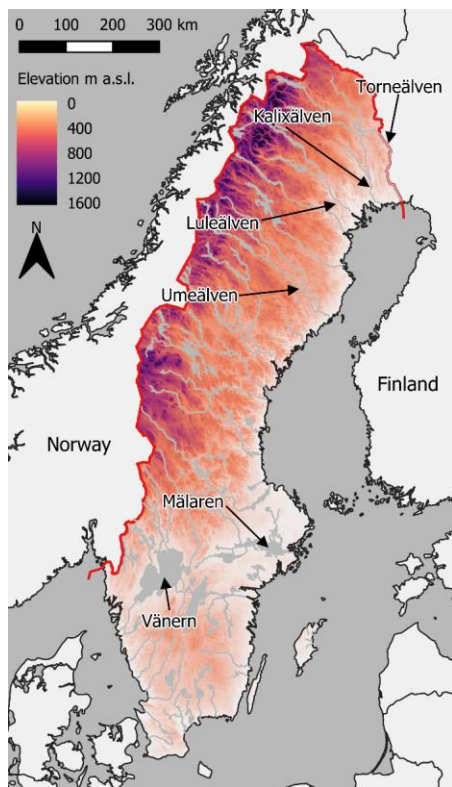 0 100 200 300 km
Elevation m a.s.l.
0
400
800
1200
1600
N
Torneälven
Kalixälven
Luleälven
Umeälven
Finland
Norway
Mälaren
Vänern